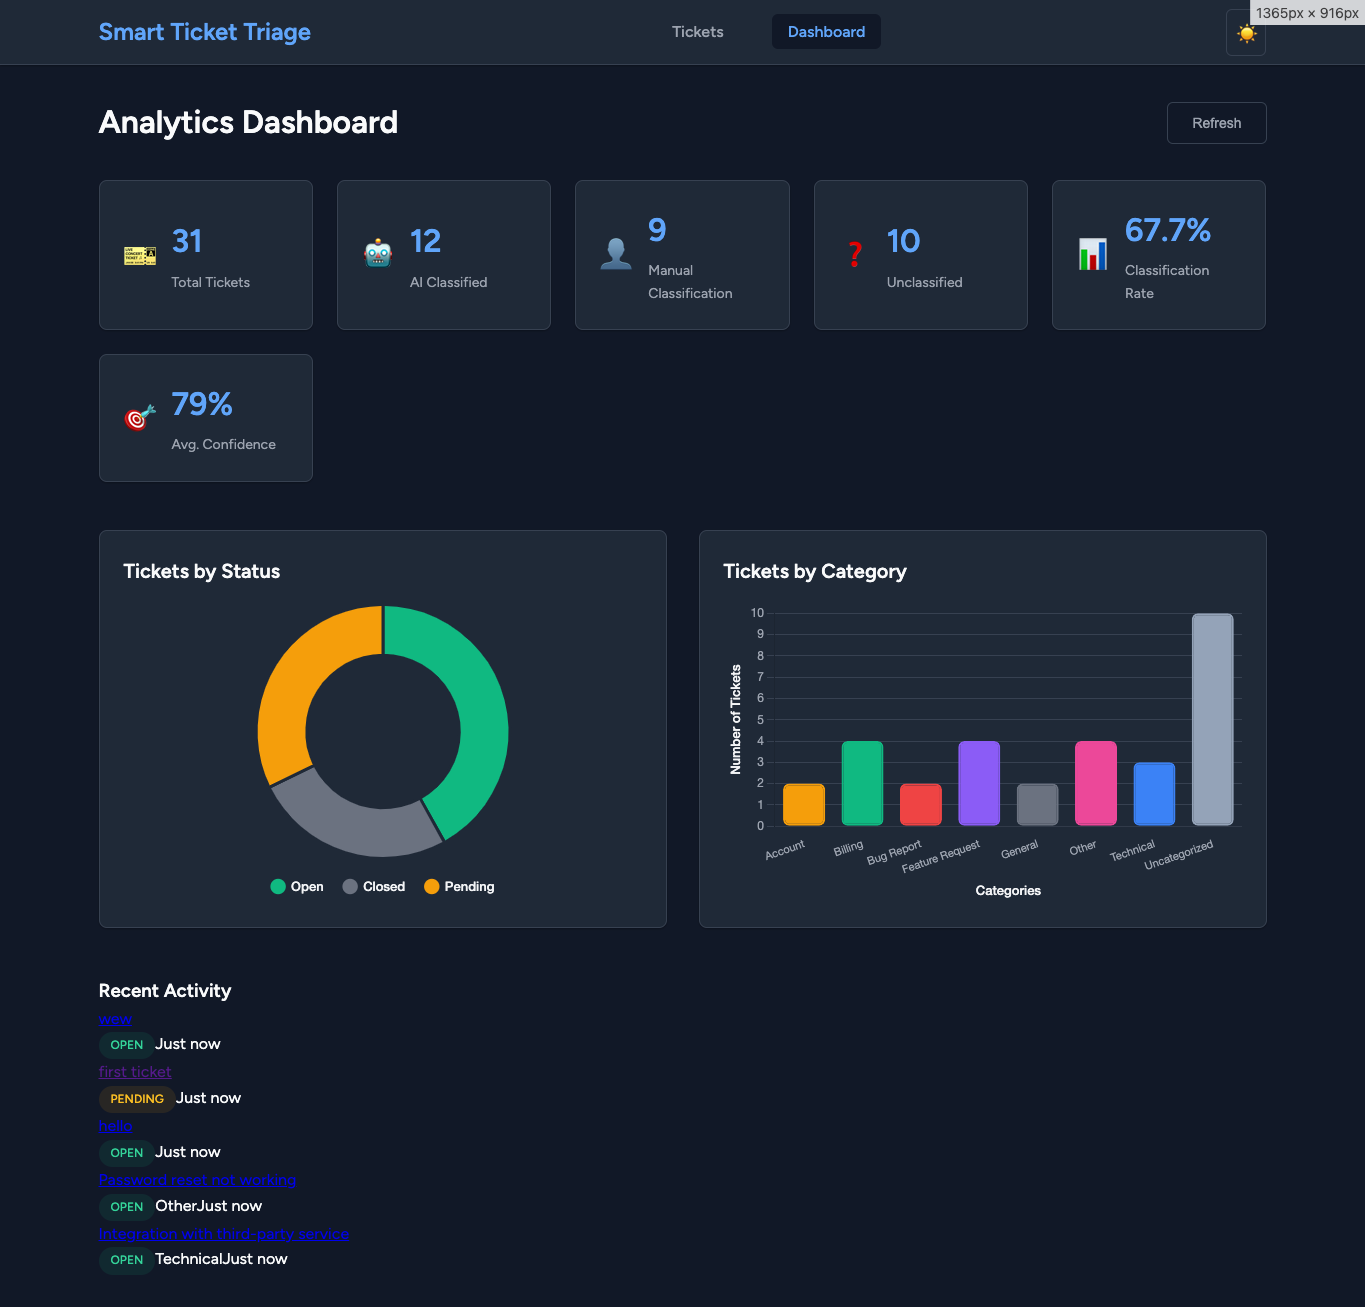 Smart Ticket Triage
Tickets
Dashboard
1365px × 916px
Analytics Dashboard
Refresh
31
Total Tickets
12
AI Classified
9
Manual
Classification
10
Unclassified
67.7%
Classification
Rate
79%
Avg. Confidence
Tickets by Status
Open
Closed
Pending
Tickets by Category
Number of Tickets
10
9
8
7
6
5
4
3
2
1
0
Account
Billing
Bug Report
Feature Request
General
Other
Technical
Uncategorized
Categories
Recent Activity
wew
OPEN Just now
first ticket
PENDING Just now
hello
OPEN Just now
Password reset not working
OPEN OtherJust now
Integration with third-party service
OPEN TechnicalJust now